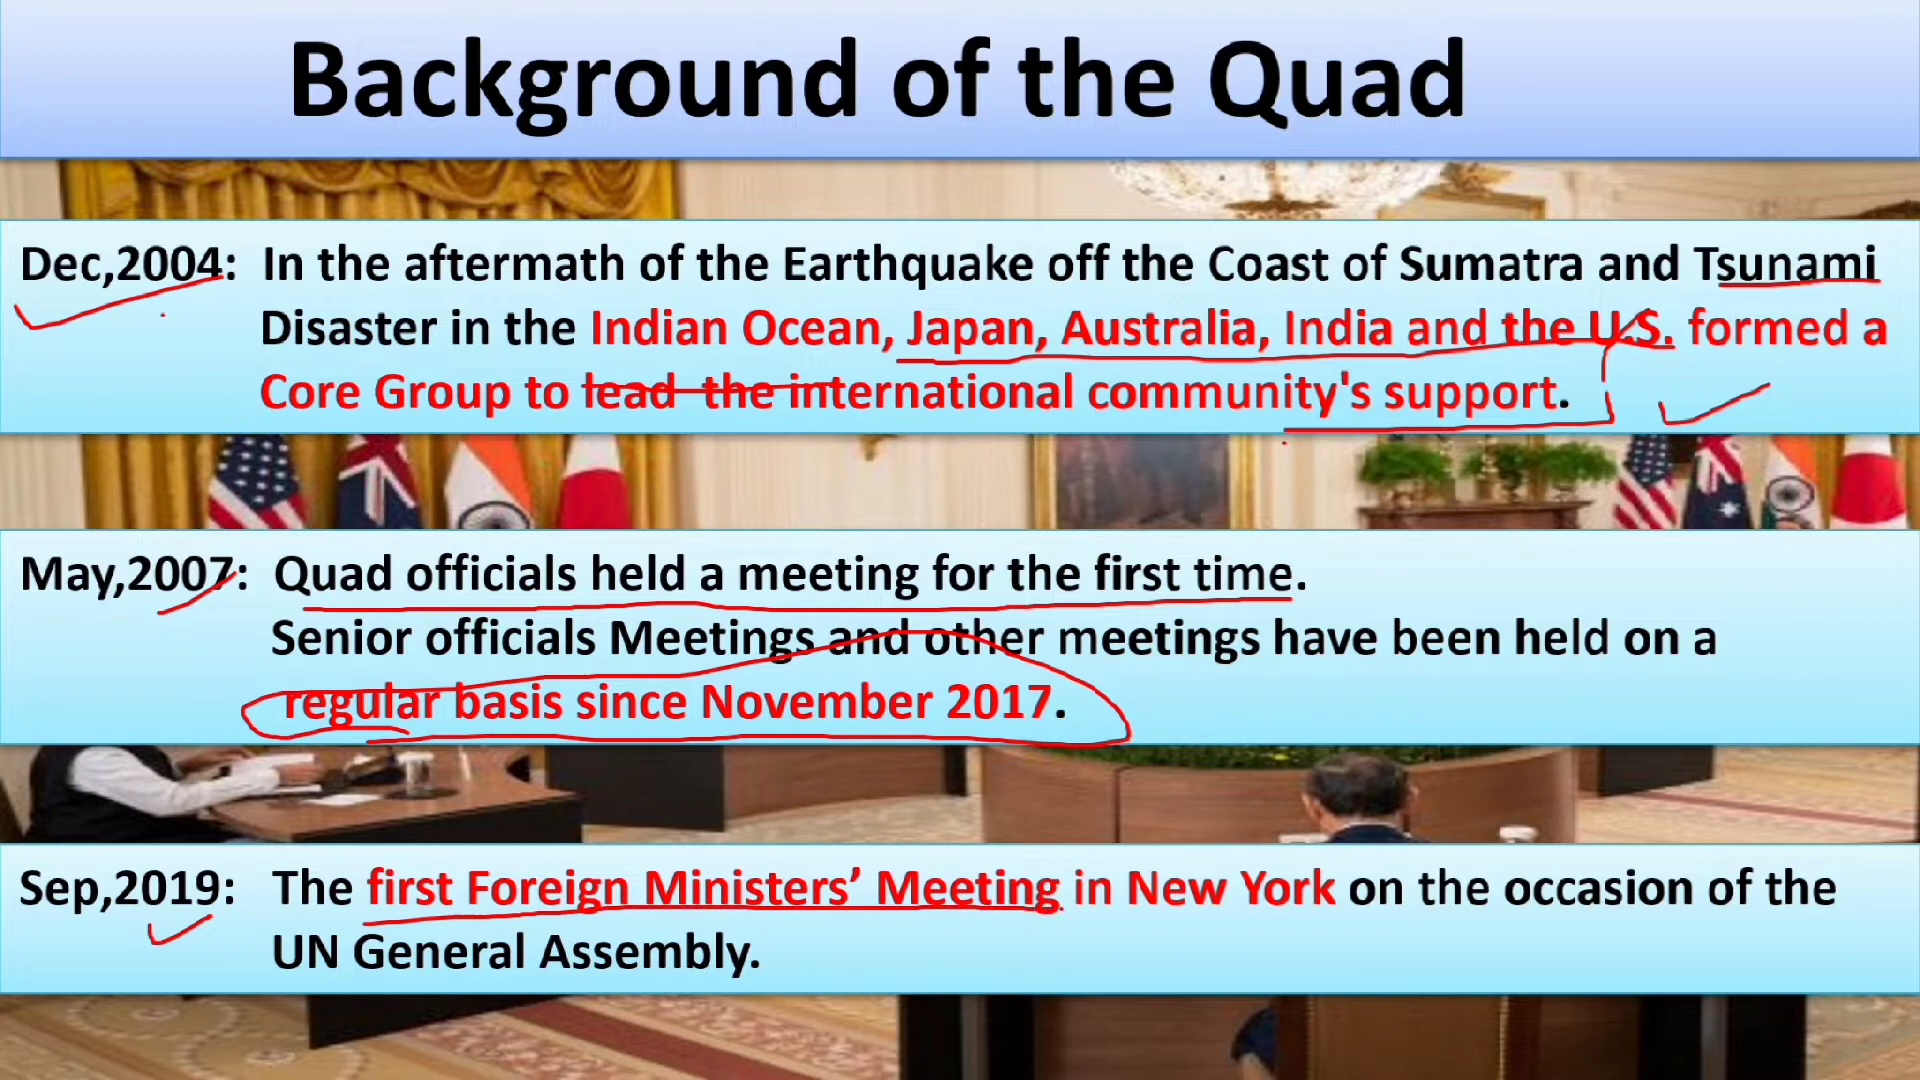 Background of the Quad
Dec,2004: In the aftermath of the Earthquake off the Coast of Sumatra and Tsunami
Disaster in the Indian Ocean, Japan, Australia, India and the U.S. formed a
Core Group to lead the international community's support.
May,2007: Quad officials held a meeting for the first time.
Senior officials Meetings and other meetings have been held on a
regular basis since November 2017.
Sep,2019: The first Foreign Ministers’ Meeting in New York on the occasion of the
UN General Assembly.